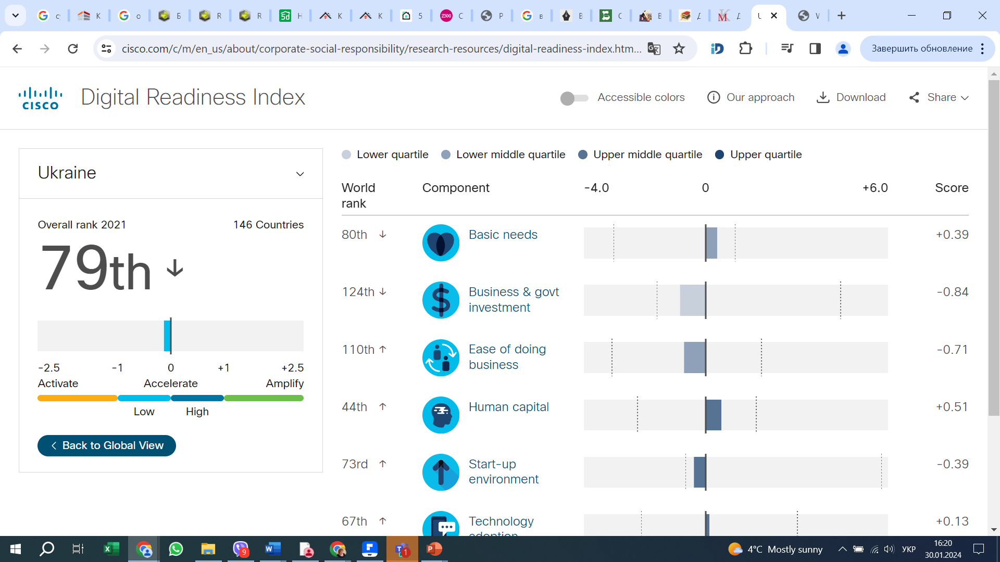 cisco.com/c/m/en_us/about/corporate-social-responsibility/research-resources/digital-readiness-index.htm...
Завершить обновление
CISCO
Digital Readiness Index
Accessible colors
Our approach
Download
Share
Ukraine
Overall rank 2021
146 Countries
79th
-2.5 -1 0 +1 +2.5
Activate Accelerate Amplify
Low High
Back to Global View
Lower quartile Lower middle quartile Upper middle quartile Upper quartile
World rank Component -4.0 0 +6.0 Score
80th Basic needs +0.39
124th Business & govt investment -0.84
110th Ease of doing business -0.71
44th Human capital +0.51
73rd Start-up environment -0.39
67th Technology adoption +0.13
9
1
4°C Mostly sunny
УКР
16:20
30.01.2024